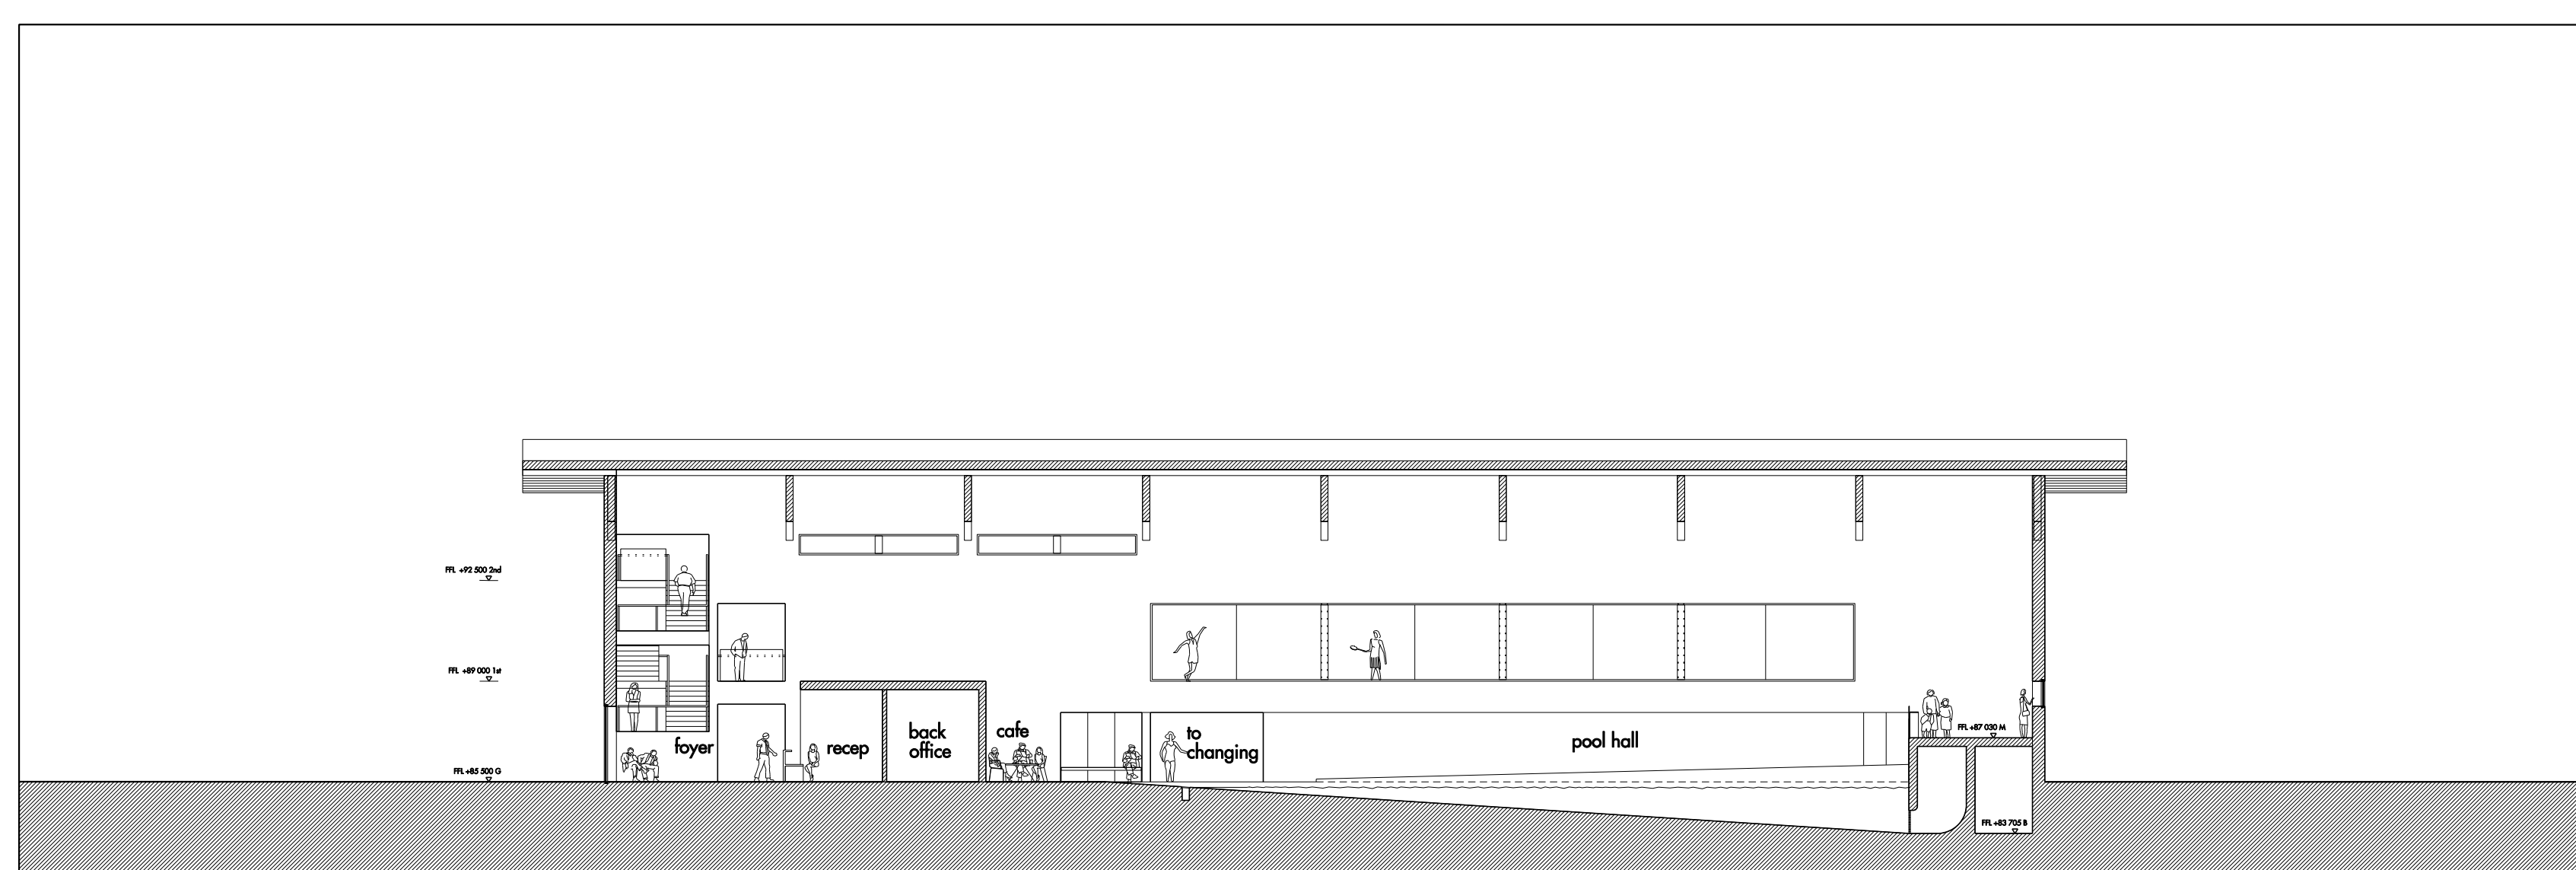 FFL +92 500 2nd
FFL +89 000 1st
FFL +85 500 G
foyer
recep
back
office
cafe
to
changing
pool hall
FFL +87 030 M
FFL +83 705 B